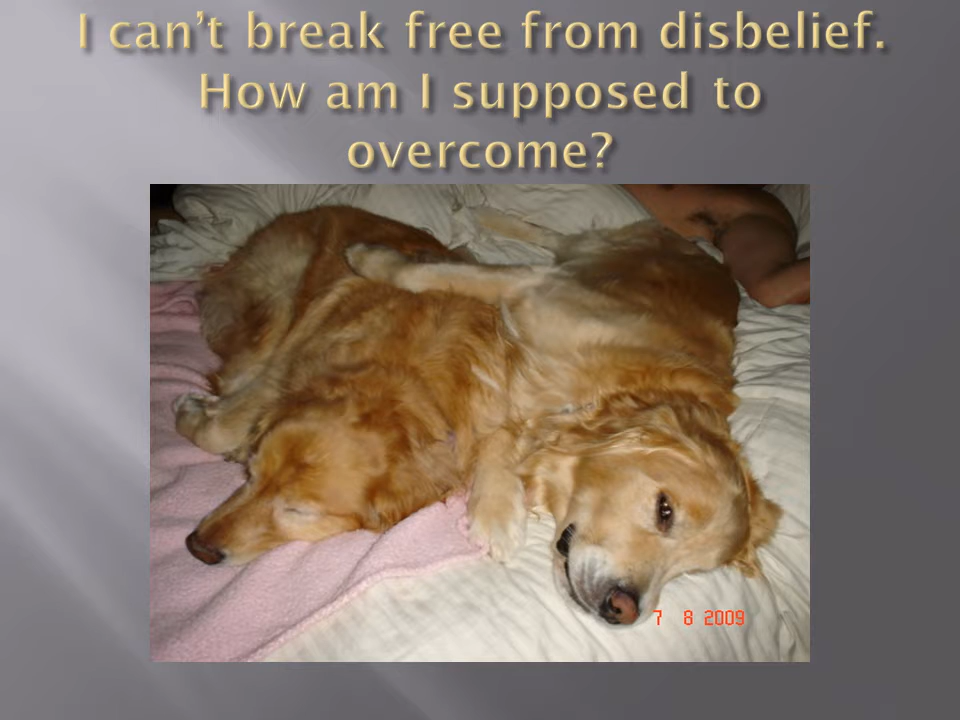 I can’t break free from disbelief.
How am I supposed to
overcome?
7 8 2009